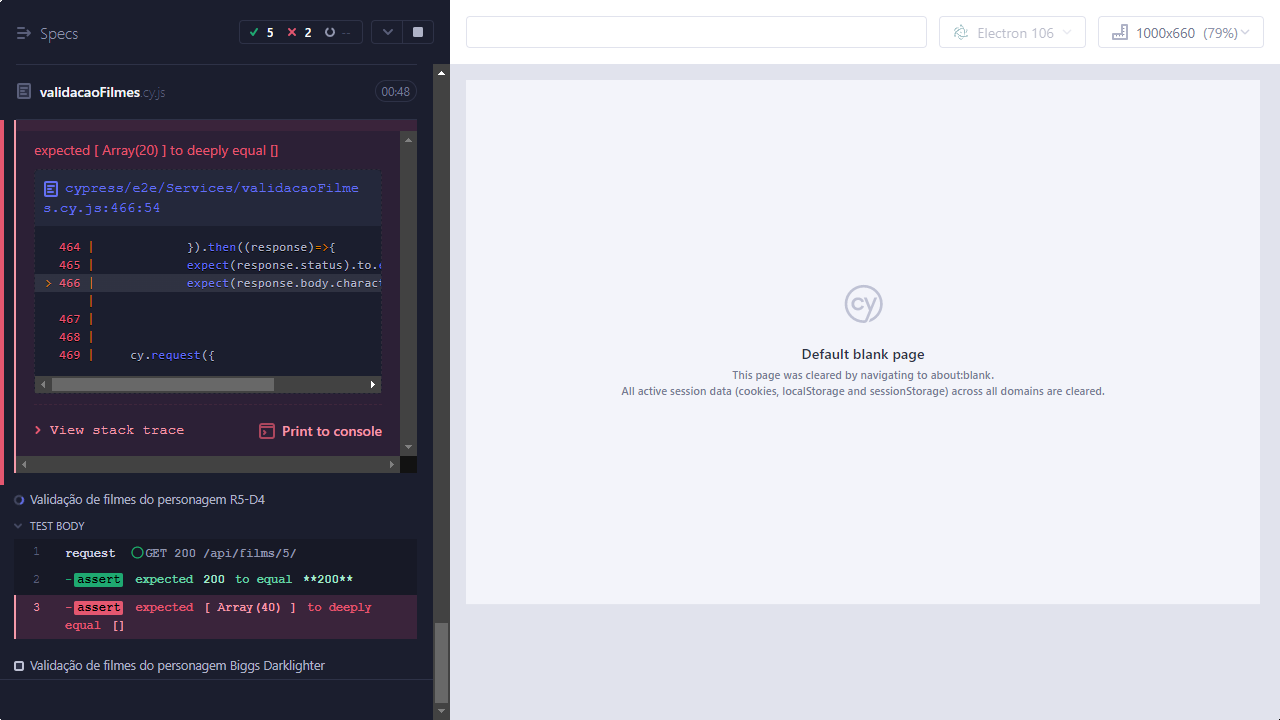 Specs
5
2
--
validacaoFilmes.cy.js
00:48
expected [ Array(20) ] to deeply equal []
cypress/e2e/Services/validacaoFilme
s.cy.js:466:54
464 | }).then((response)=>{
465 | expect(response.status).to.
> 466 | expect(response.body.charact
|
467 |
468 |
469 | cy.request({
View stack trace
Print to console
Validação de filmes do personagem R5-D4
TEST BODY
1 request GET 200 /api/films/5/
2 -assert expected 200 to equal **200**
3 -assert expected [ Array(40) ] to deeply
equal []
Validação de filmes do personagem Biggs Darklighter
Electron 106
1000x660 (79%)
cy
Default blank page
This page was cleared by navigating to about:blank.
All active session data (cookies, localStorage and sessionStorage) across all domains are cleared.